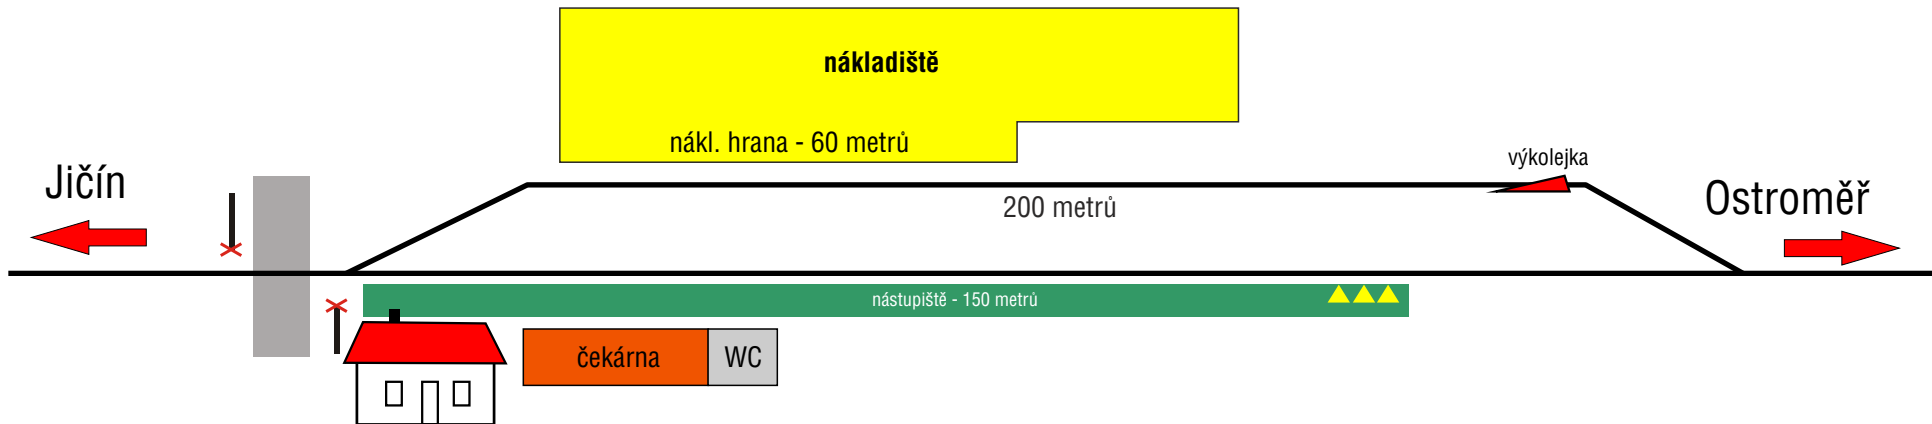 nákladiště
nákl. hrana - 60 metrů
výkolejka
Jičín
Ostroměř
200 metrů
nástupiště - 150 metrů
čekárna
WC